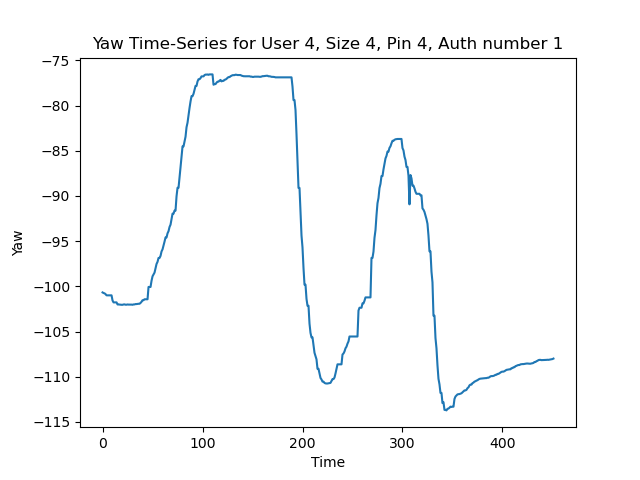 Yaw Time-Series for User 4, Size 4, Pin 4, Auth number 1
−75
−80
−85
−90
−95
−100
−105
−110
−115
Yaw
0 100 200 300 400
Time